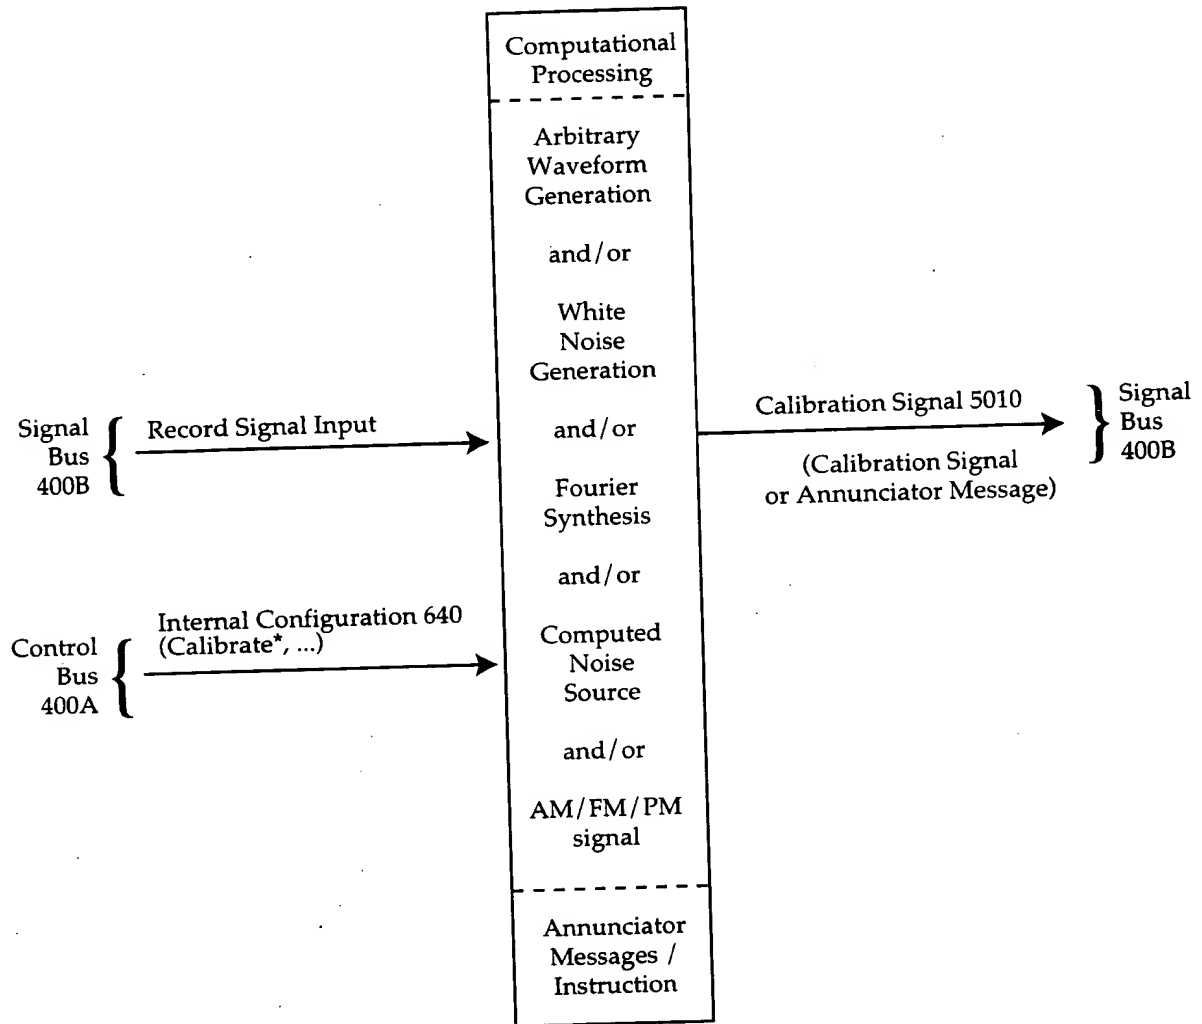 Computational
Processing
Arbitrary
Waveform
Generation
and/or
White
Noise
Generation
and/or
Fourier
Synthesis
and/or
Computed
Noise
Source
and/or
AM/FM/PM
signal
Annunciator
Messages /
Instruction
Signal
Bus
400B
Record Signal Input
Control
Bus
400A
Internal Configuration 640
(Calibrate*, ...)
Calibration Signal 5010
(Calibration Signal
or Annunciator Message)
Signal
Bus
400B